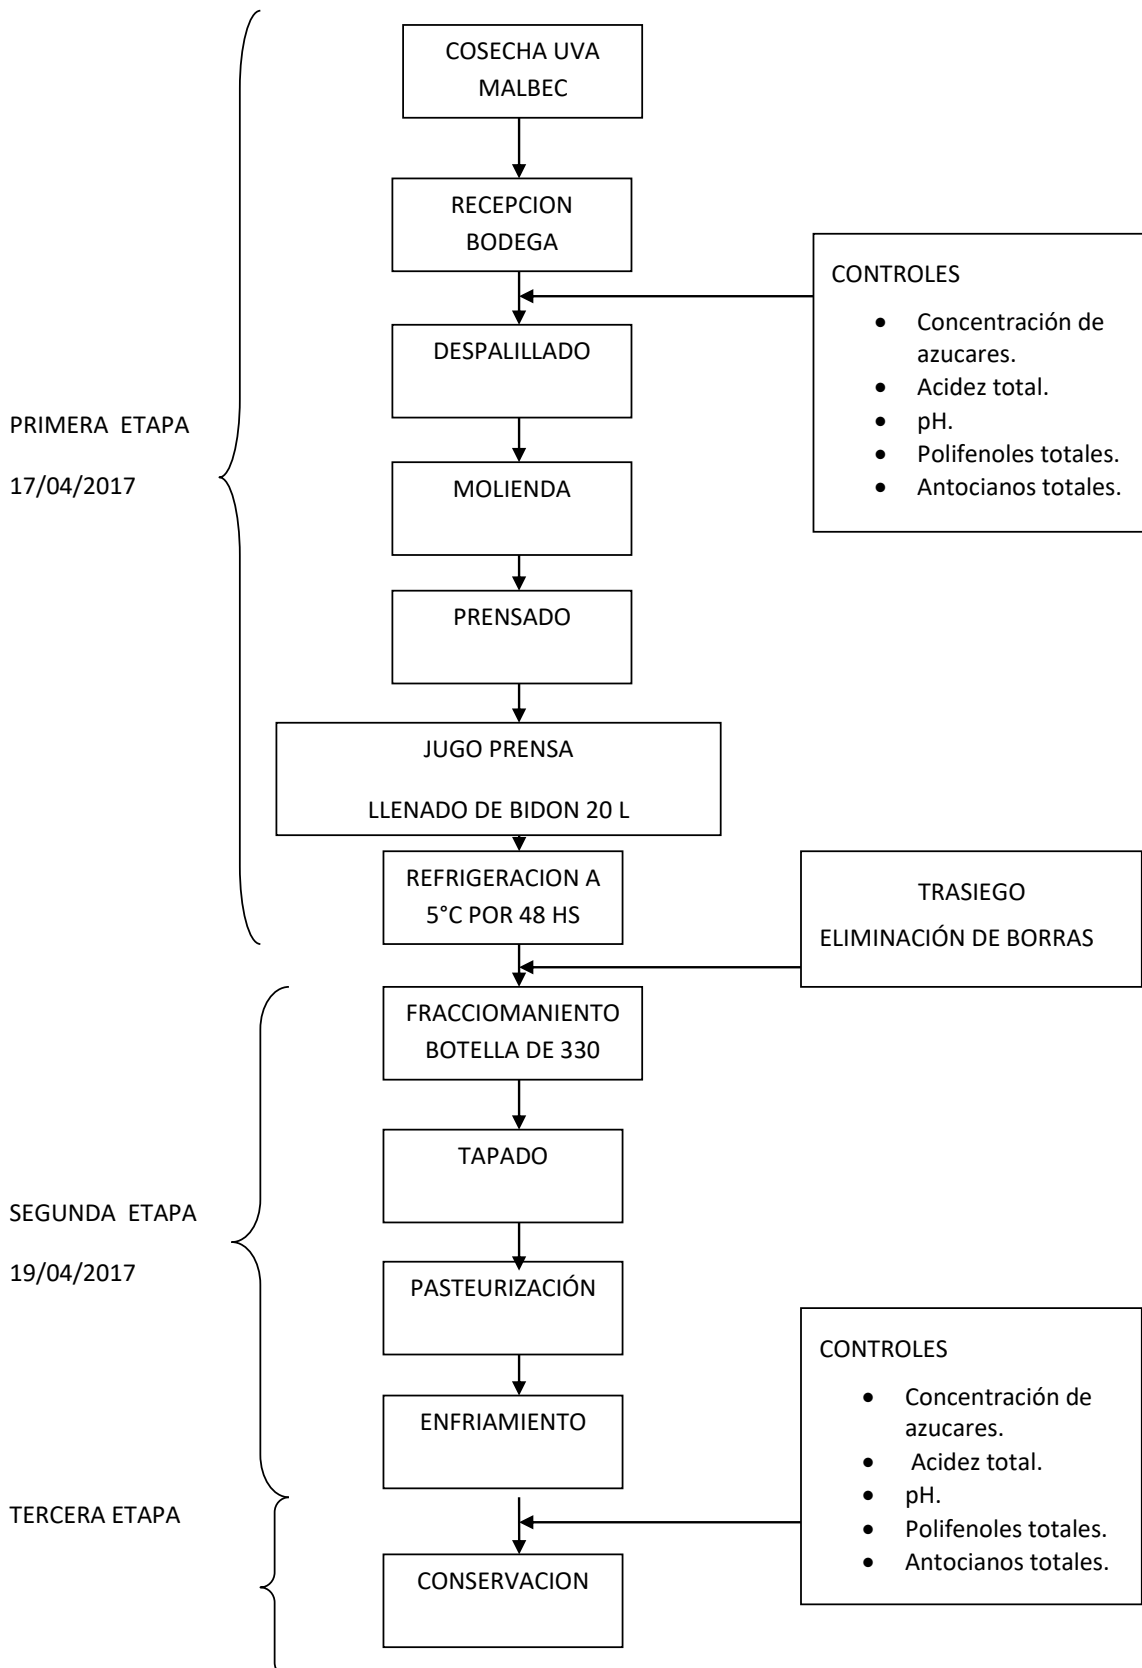 COSECHA UVA
MALBEC
RECEPCION
BODEGA
CONTROLES
• Concentración de
azucares.
• Acidez total.
• pH.
• Polifenoles totales.
• Antocianos totales.
DESPALILLADO
PRIMERA ETAPA
17/04/2017
MOLIENDA
PRENSADO
JUGO PRENSA
LLENADO DE BIDON 20 L
REFRIGERACION A
5°C POR 48 HS
TRASIEGO
ELIMINACIÓN DE BORRAS
FRACCIOMANIENTO
BOTELLA DE 330
TAPADO
SEGUNDA ETAPA
19/04/2017
PASTEURIZACIÓN
ENFRIAMIENTO
CONTROLES
• Concentración de
azucares.
• Acidez total.
• pH.
• Polifenoles totales.
• Antocianos totales.
TERCERA ETAPA
CONSERVACION